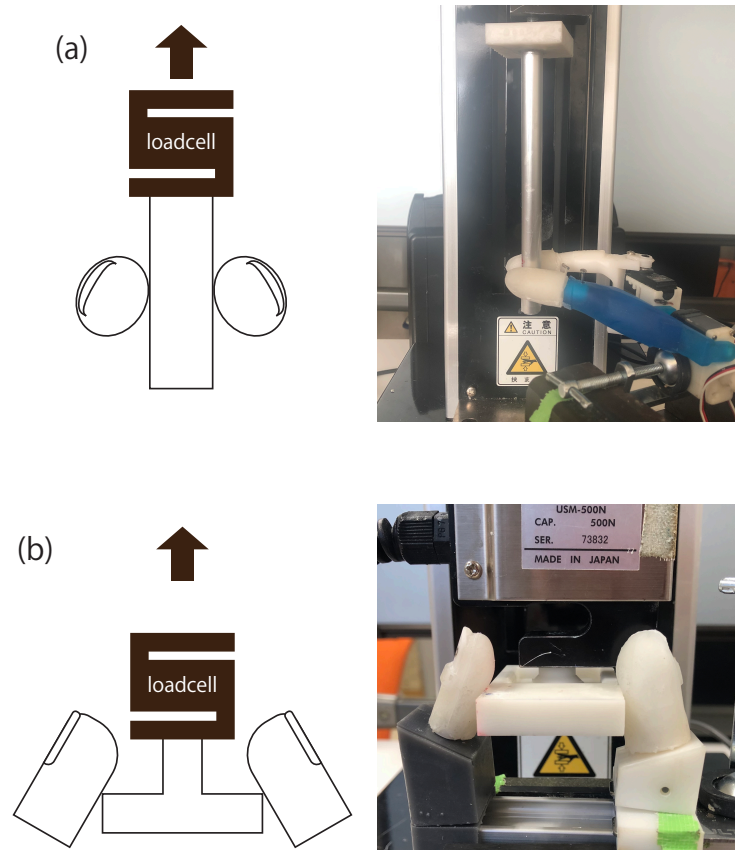 (a)
loadcell
注意
CAUTION
(b)
loadcell
USM-500N
CAP. 500N
SER. 73832
MADE IN JAPAN